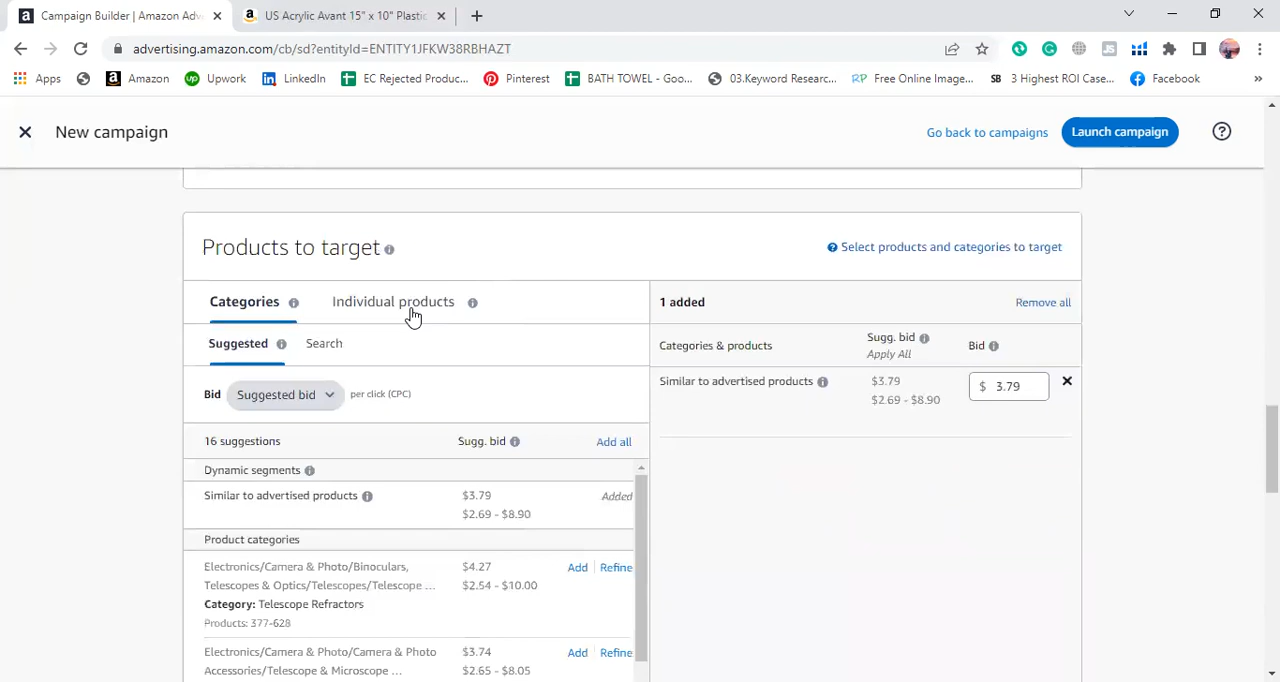 Campaign Builder | Amazon Adv
US Acrylic Avant 15" x 10" Plastic
advertising.amazon.com/cb/sd?entityId=ENTITY1JFKW38RBHAZT
Apps
Amazon
Upwork
LinkedIn
EC Rejected Produc...
Pinterest
BATH TOWEL - Goo...
03.Keyword Researc...
Free Online Image...
3 Highest ROI Case...
Facebook
New campaign
Go back to campaigns
Launch campaign
Products to target
Select products and categories to target
Categories
Individual products
1 added
Remove all
Suggested
Search
Categories & products
Sugg. bid
Apply All
Bid
Similar to advertised products
$3.79
$2.69 - $8.90
$ 3.79
Bid
Suggested bid
per click (CPC)
16 suggestions
Sugg. bid
Add all
Dynamic segments
Similar to advertised products
$3.79
Added
$2.69 - $8.90
Product categories
Electronics/Camera & Photo/Binoculars,
$4.27
Add
Refine
Telescopes & Optics/Telescopes/Telescope ...
$2.54 - $10.00
Category: Telescope Refractors
Products: 377-628
Electronics/Camera & Photo/Camera & Photo
$3.74
Add
Refine
Accessories/Telescope & Microscope ...
$2.65 - $8.05